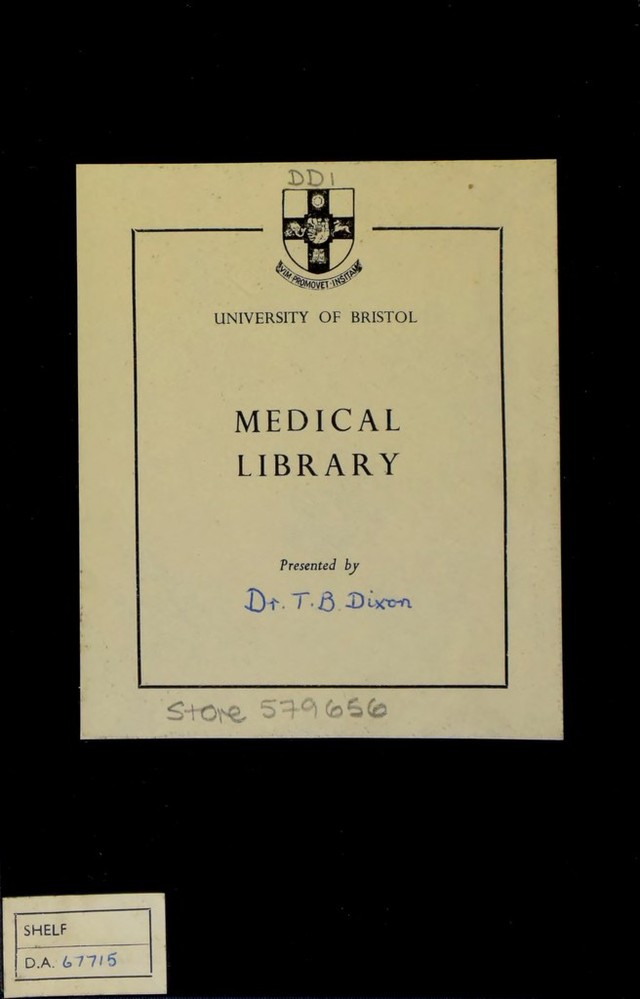 DD1
VIM PROMOVET INSITAM
UNIVERSITY OF BRISTOL
MEDICAL
LIBRARY
Presented by
Dr. T. B. Dixon
Store 579656
SHELF
D.A. 67715